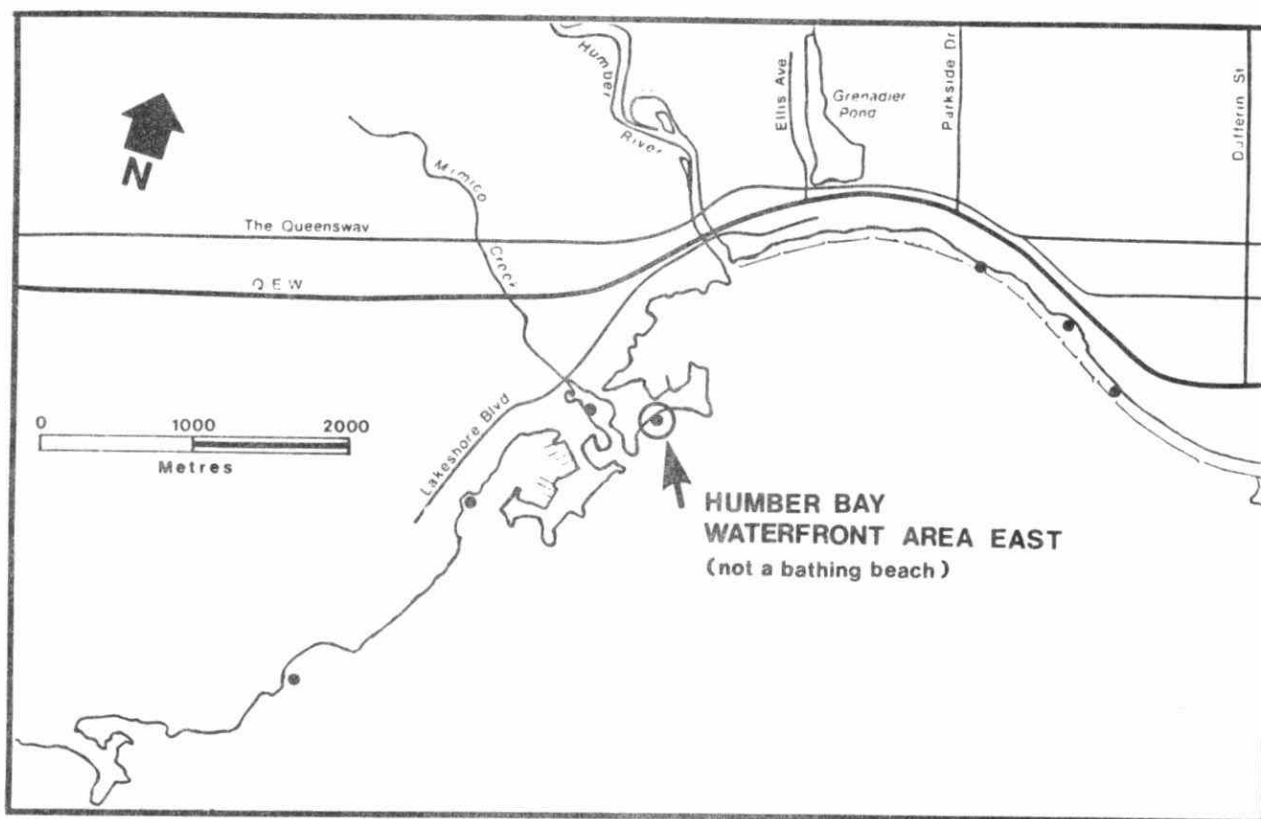 Humber
River
Ellis Ave
Grenadier
Pond
Parkside Dr
Dufferin St
N
Mimico
Creek
The Queensway
Q E W
Lakeshore Blvd
0 1000 2000
Metres
HUMBER BAY
WATERFRONT AREA EAST
(not a bathing beach)